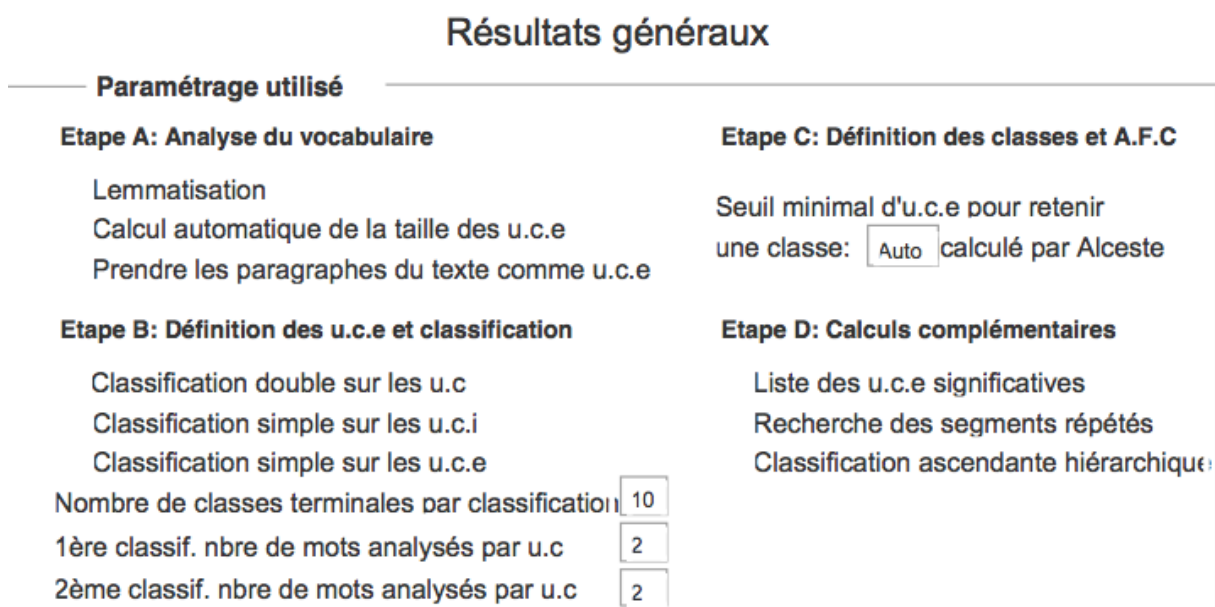 Résultats généraux
Paramétrage utilisé
Etape A: Analyse du vocabulaire
Lemmatisation
Calcul automatique de la taille des u.c.e
Prendre les paragraphes du texte comme u.c.e
Etape B: Définition des u.c.e et classification
Classification double sur les u.c
Classification simple sur les u.c.i
Classification simple sur les u.c.e
Nombre de classes terminales par classification 10
1ère classif. nbre de mots analysés par u.c 2
2ème classif. nbre de mots analysés par u.c 2
Etape C: Définition des classes et A.F.C
Seuil minimal d'u.c.e pour retenir
une classe: Auto calculé par Alceste
Etape D: Calculs complémentaires
Liste des u.c.e significatives
Recherche des segments répétés
Classification ascendante hiérarchique